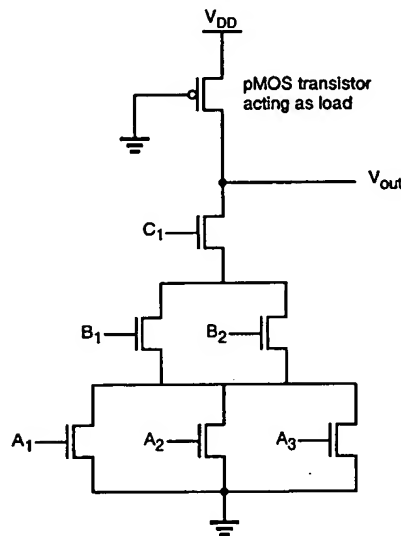 V_DD
pMOS transistor
acting as load
V_out
C_1
B_1
B_2
A_1
A_2
A_3